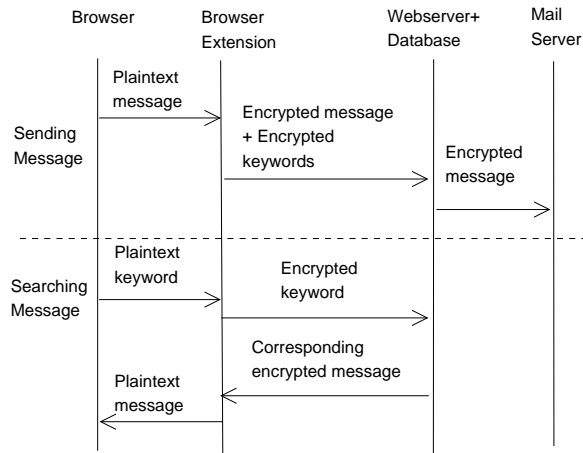 Browser
Browser
Extension
Webserver+
Database
Mail
Server
Sending
Message
Plaintext
message
Encrypted message
+ Encrypted
keywords
Encrypted
message
Searching
Message
Plaintext
keyword
Encrypted
keyword
Corresponding
encrypted message
Plaintext
message